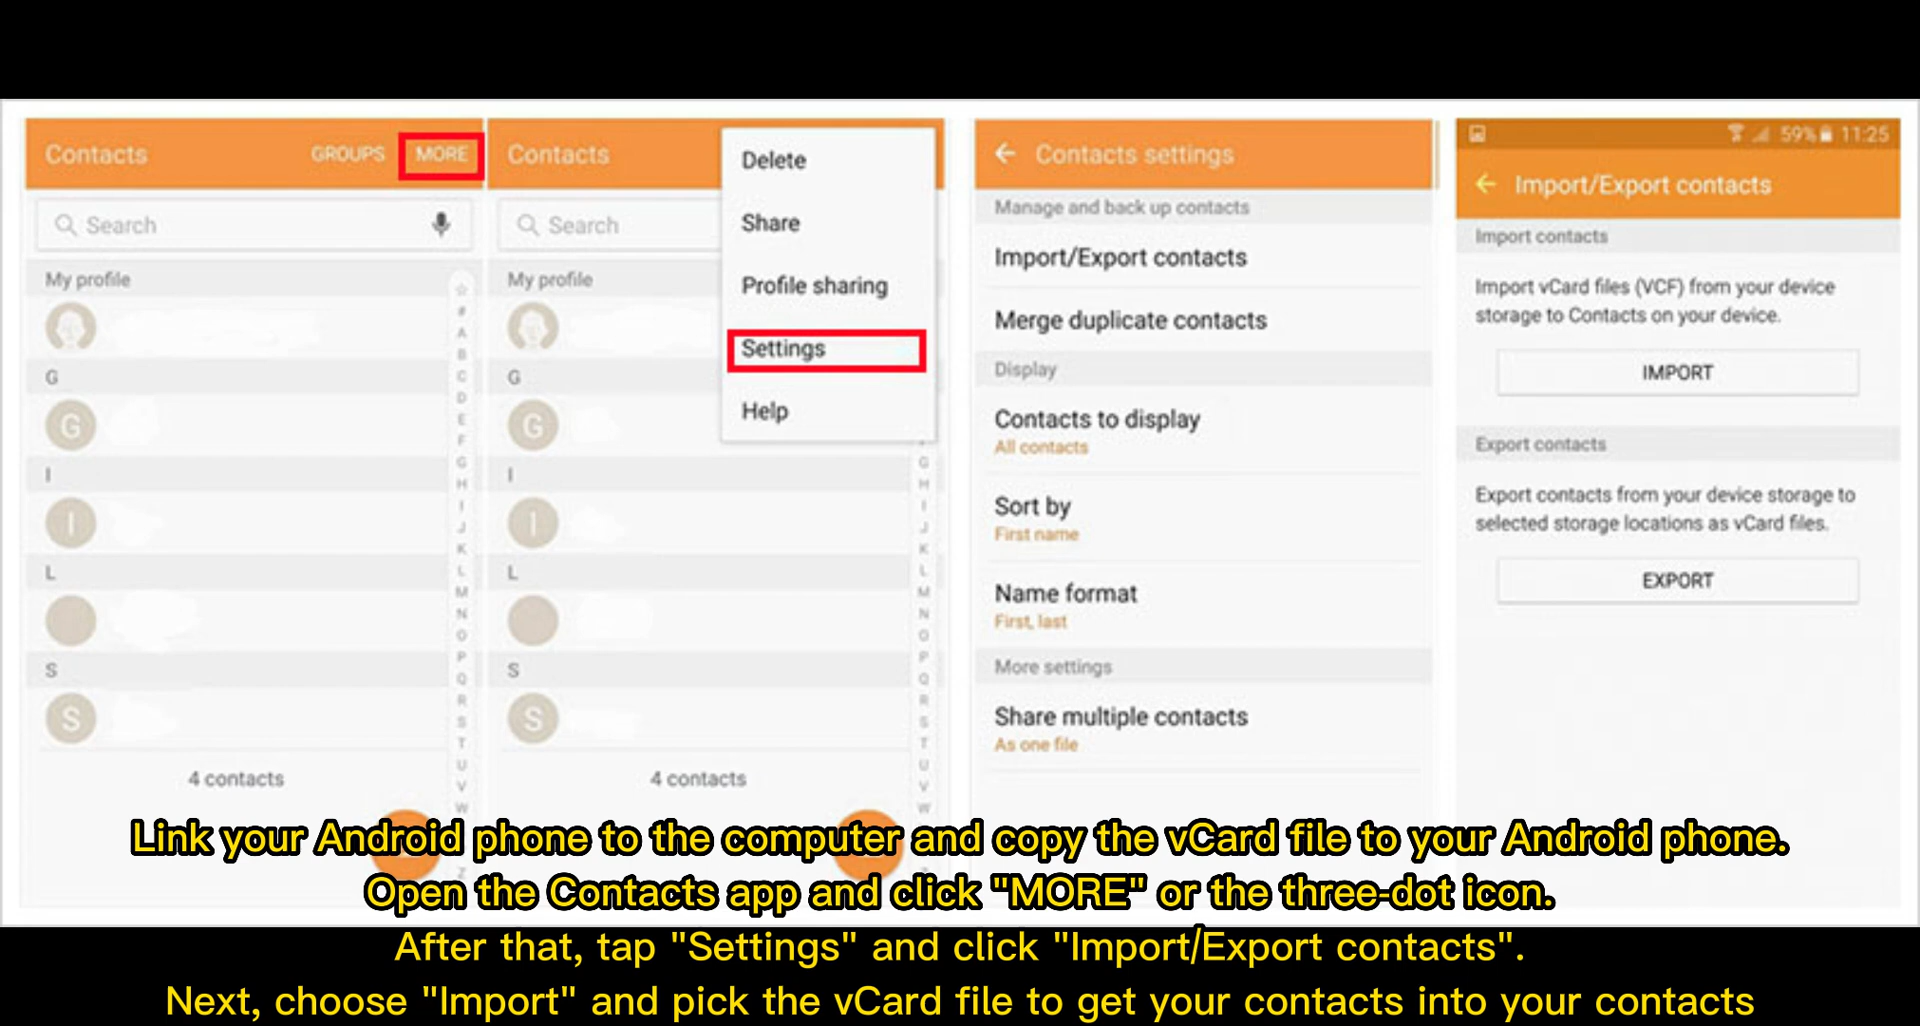 Contacts
GROUPS
MORE
Search
My profile
G
G
I
I
L
S
S
4 contacts
☆
#
A
B
C
D
E
F
G
H
I
J
K
L
M
N
O
P
Q
R
S
T
U
V
W
Z
Contacts
Search
My profile
G
G
I
I
L
S
S
4 contacts
Delete
Share
Profile sharing
Settings
Help
G
H
I
J
K
L
M
N
O
P
Q
R
S
T
U
V
W
Contacts settings
Manage and back up contacts
Import/Export contacts
Merge duplicate contacts
Display
Contacts to display
All contacts
Sort by
First name
Name format
First, last
More settings
Share multiple contacts
As one file
59% 11:25
Import/Export contacts
Import contacts
Import vCard files (VCF) from your device
storage to Contacts on your device.
IMPORT
Export contacts
Export contacts from your device storage to
selected storage locations as vCard files.
EXPORT
Link your Android phone to the computer and copy the vCard file to your Android phone.
Open the Contacts app and click "MORE" or the three-dot icon.
After that, tap "Settings" and click "Import/Export contacts".
Next, choose "Import" and pick the vCard file to get your contacts into your contacts